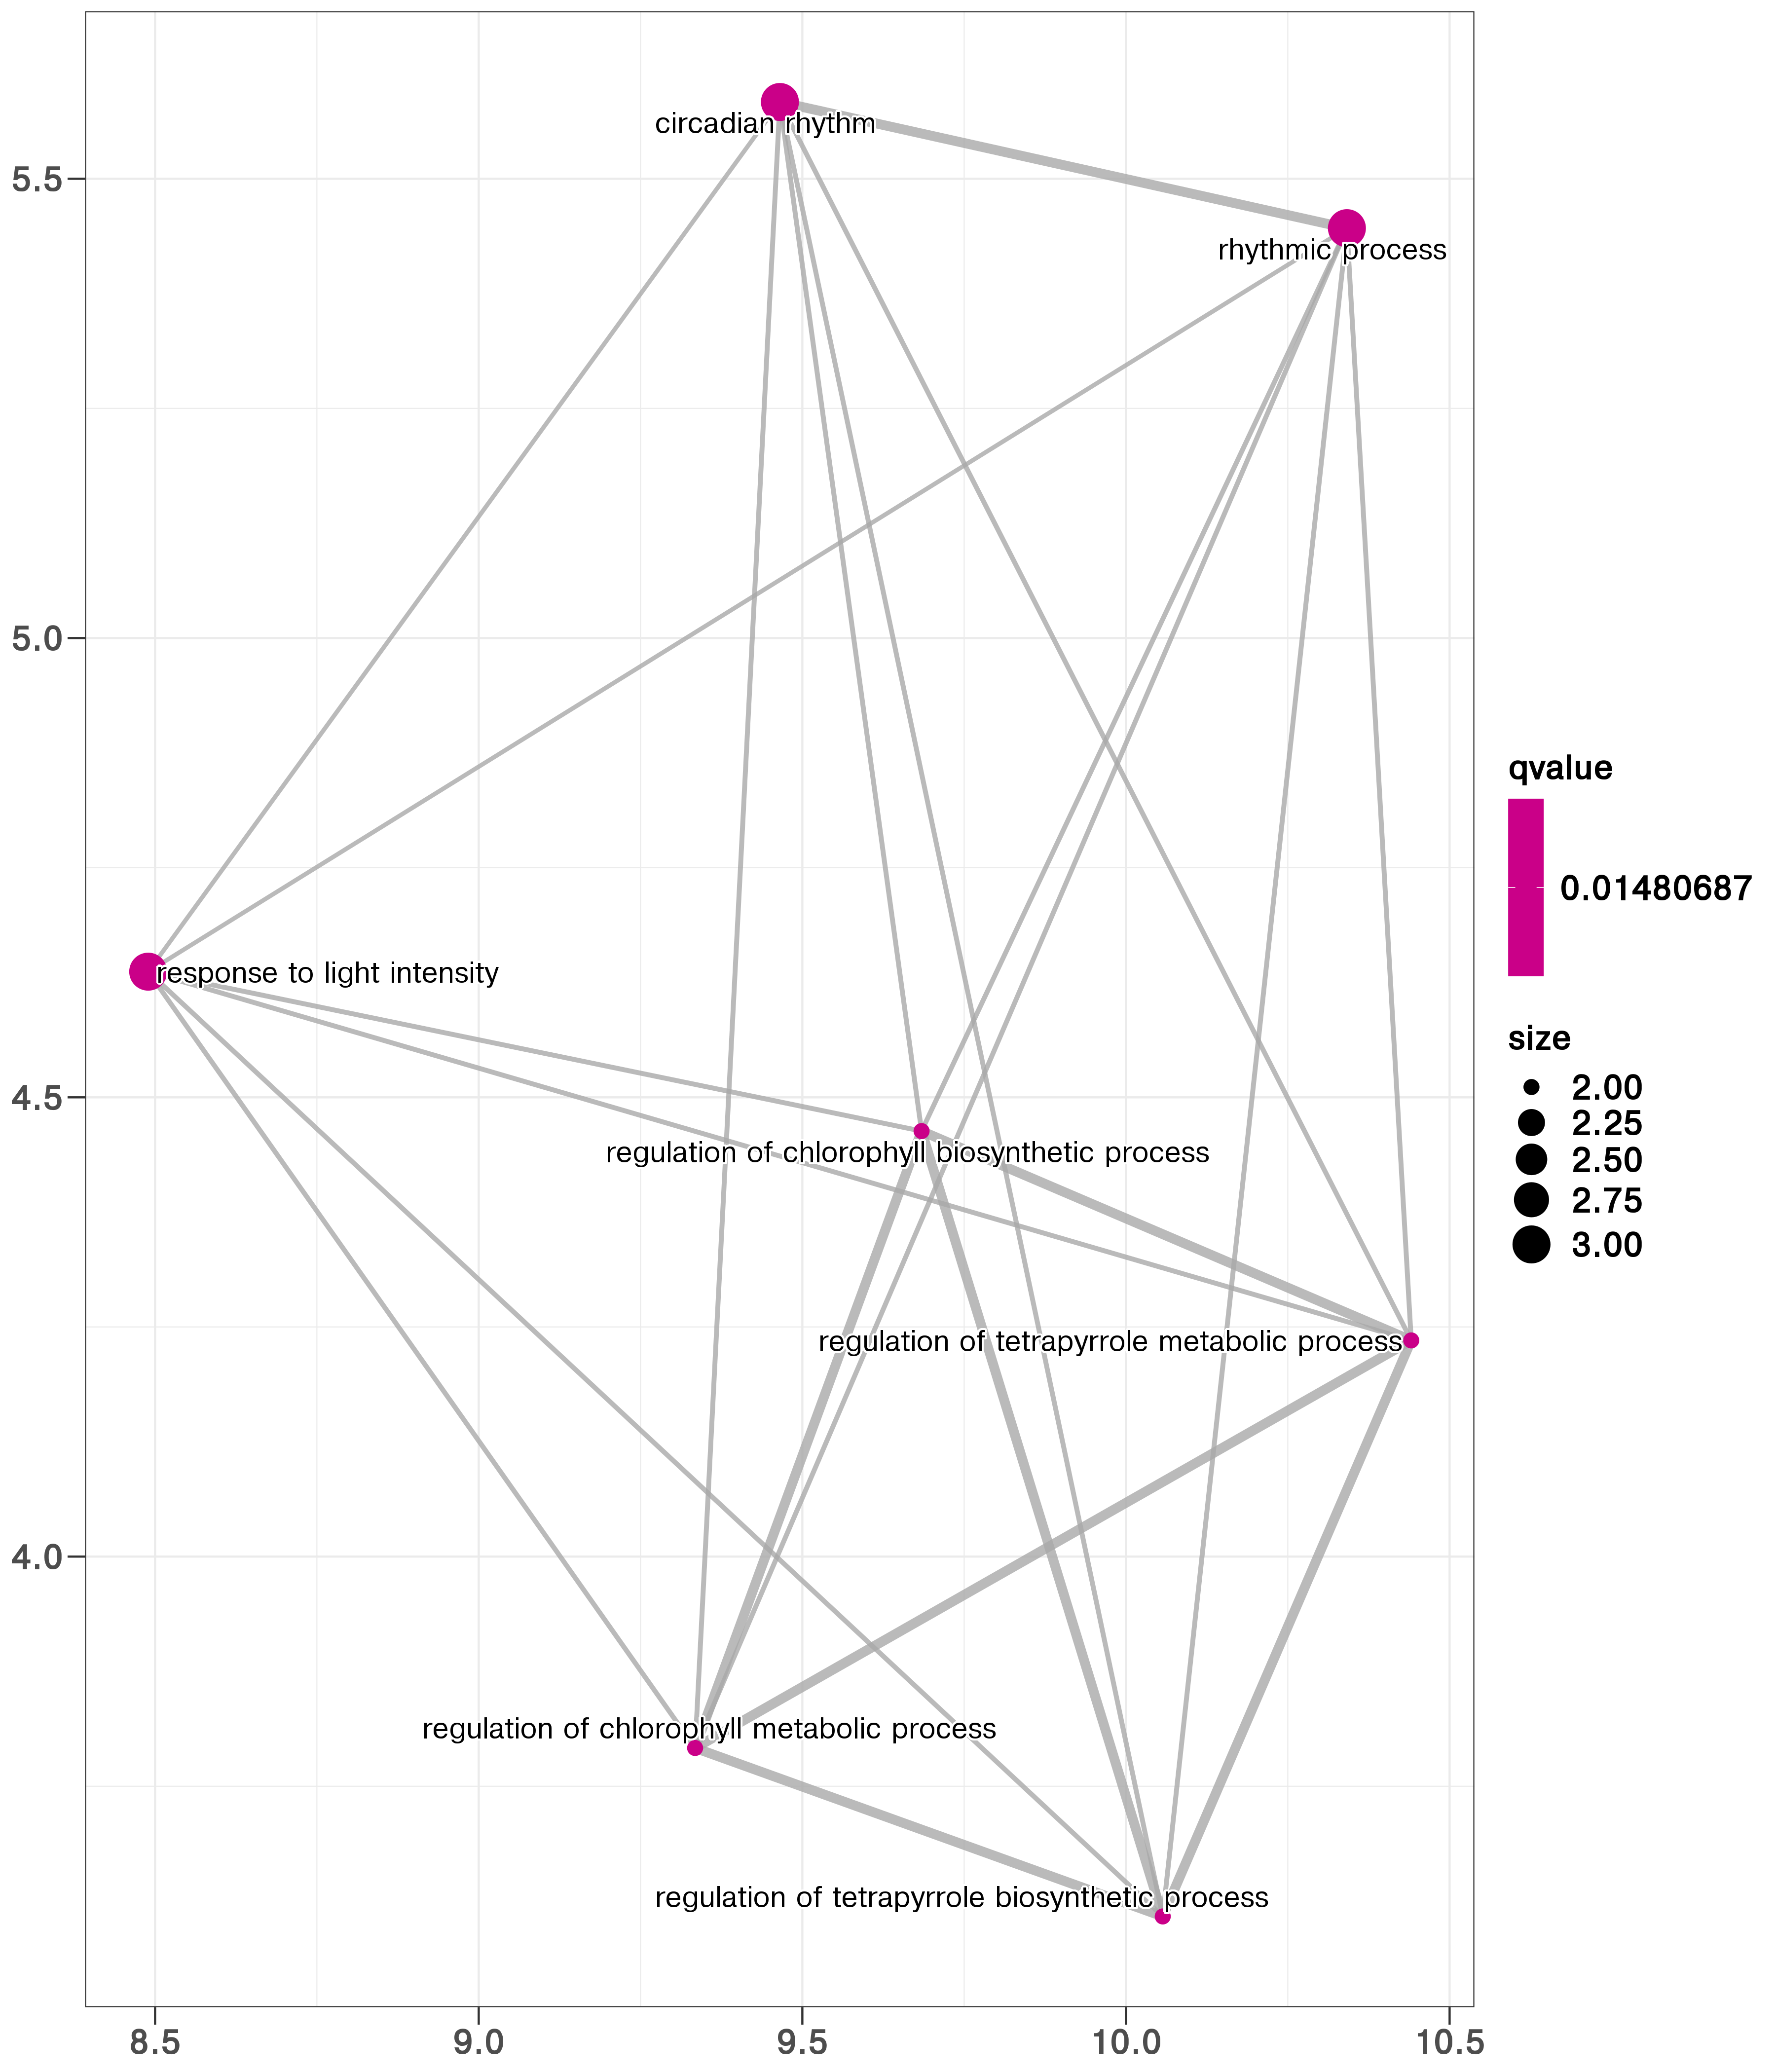 circadian rhythm
rhythmic process
response to light intensity
regulation of chlorophyll biosynthetic process
regulation of tetrapyrrole metabolic process
regulation of chlorophyll metabolic process
regulation of tetrapyrrole biosynthetic process
5.5
5.0
4.5
4.0
8.5 9.0 9.5 10.0 10.5
qvalue
0.01480687
size
2.00
2.25
2.50
2.75
3.00